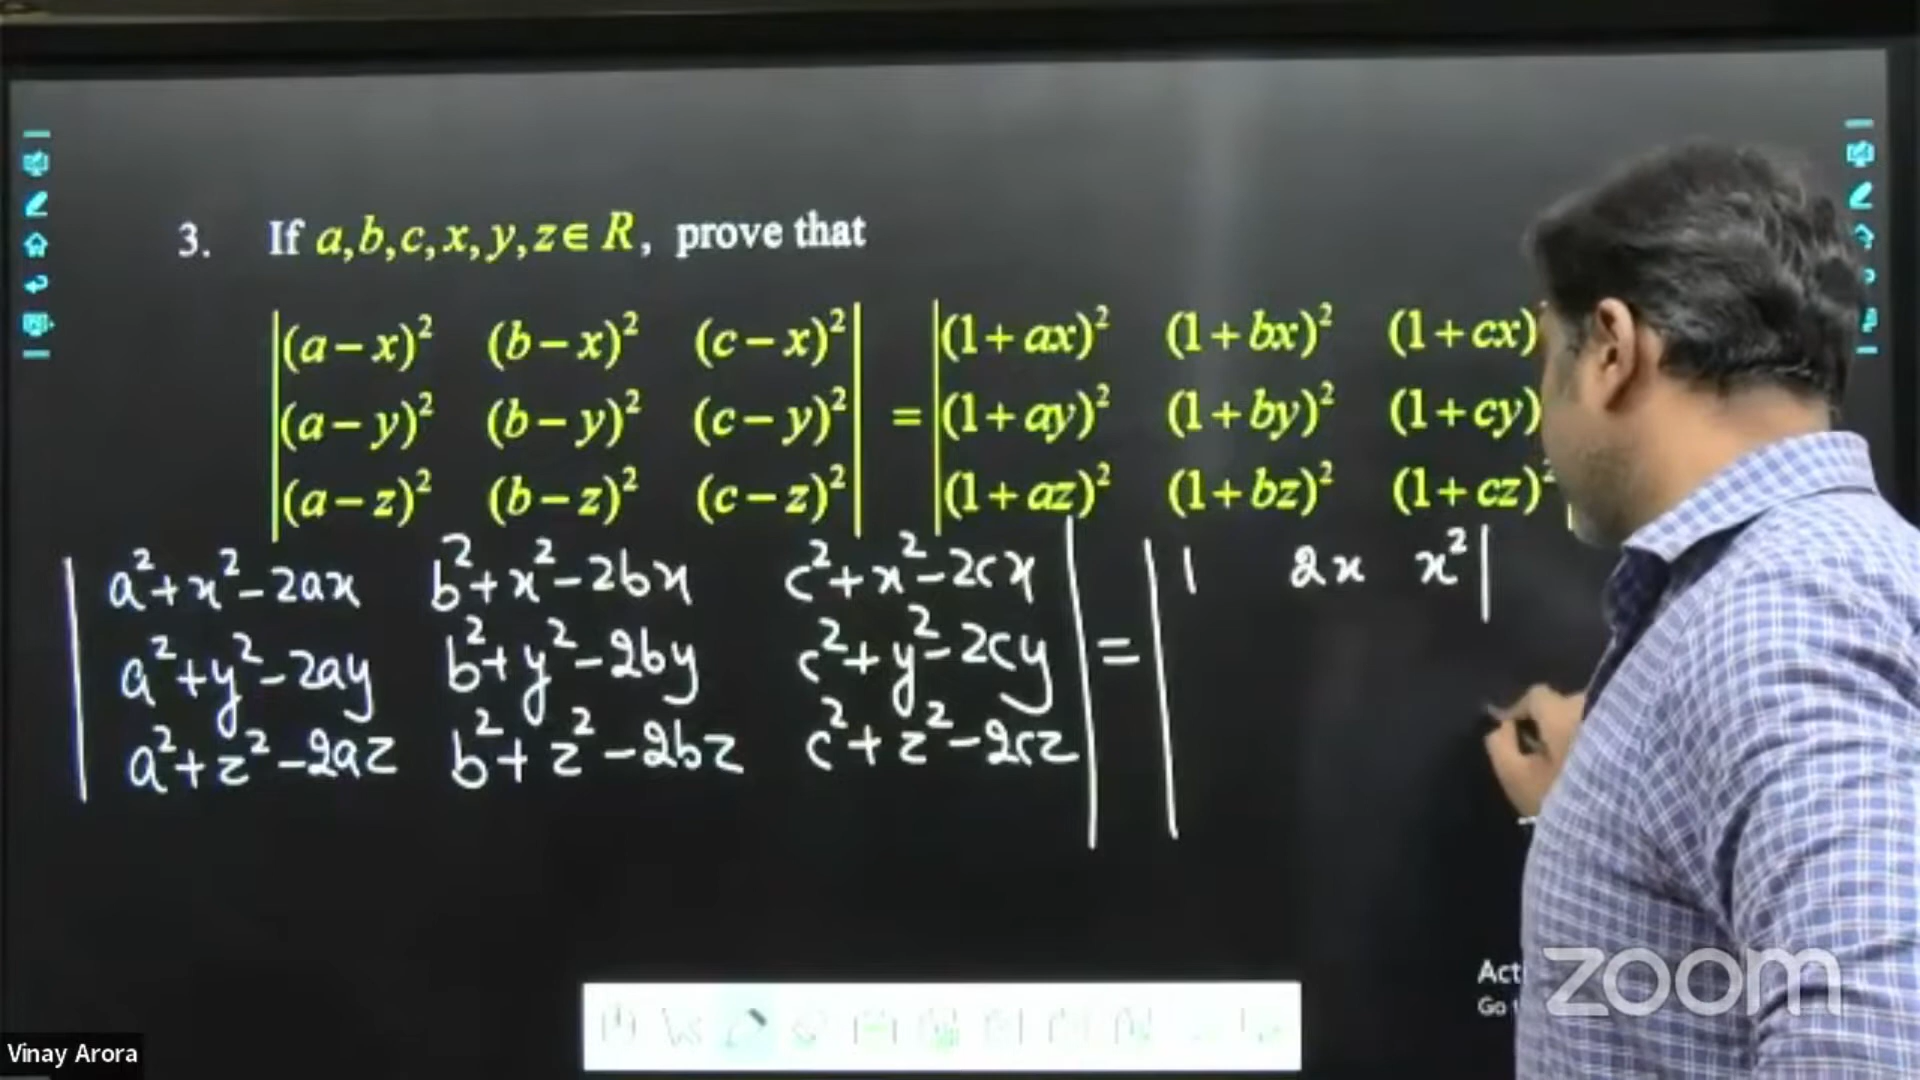 3. If a,b,c,x,y,z∈R, prove that
|(a−x)² (b−x)² (c−x)²| = |(1+ax)² (1+bx)² (1+cx)
|(a−y)² (b−y)² (c−y)²| = |(1+ay)² (1+by)² (1+cy)
|(a−z)² (b−z)² (c−z)²| = |(1+az)² (1+bz)² (1+cz)²
|a²+x²−2ax b²+x²−2bx c²+x²−2cx| = |1 2x x²|
|a²+y²−2ay b²+y²−2by c²+y²−2cy| = |
|a²+z²−2az b²+z²−2bz c²+z²−2cz| = |
Act
Go
zoom
Vinay Arora